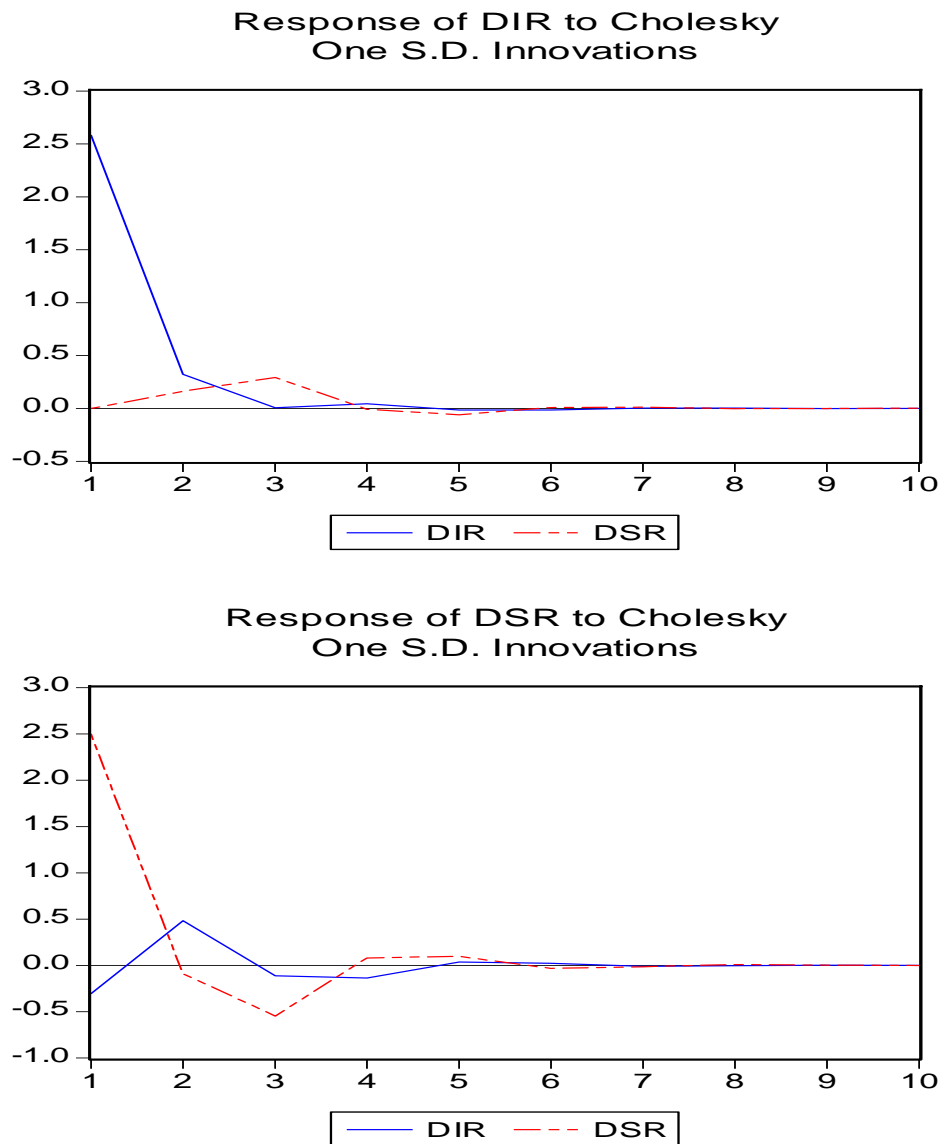 Response of DIR to Cholesky
One S.D. Innovations
3.0
2.5
2.0
1.5
1.0
0.5
0.0
-0.5
1 2 3 4 5 6 7 8 9 10
DIR DSR
Response of DSR to Cholesky
One S.D. Innovations
3.0
2.5
2.0
1.5
1.0
0.5
0.0
-0.5
-1.0
1 2 3 4 5 6 7 8 9 10
DIR DSR